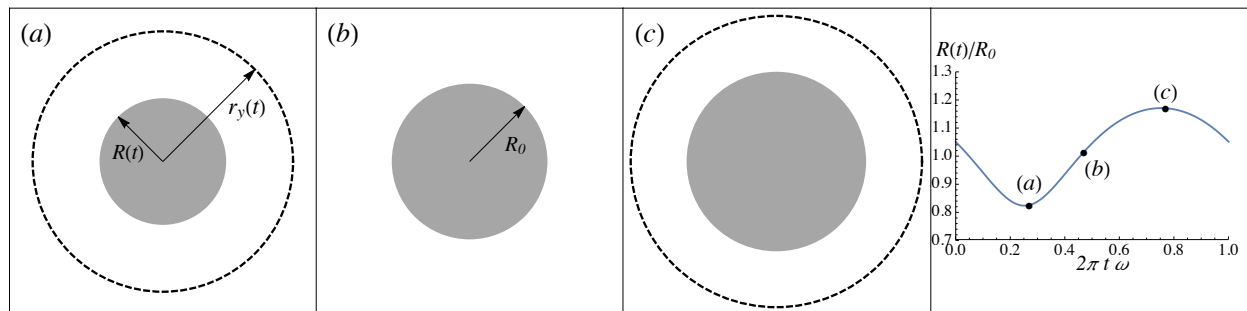 (a)
r_y(t)
R(t)
(b)
R_0
(c)
R(t)/R_0
1.3
1.2
1.1
1.0
0.9
0.8
0.7
(a)
(b)
(c)
0.0 0.2 0.4 0.6 0.8 1.0
2π t ω